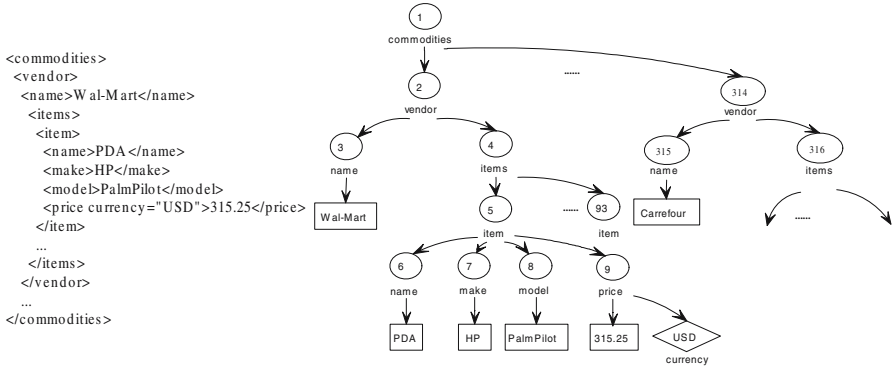 <commodities>
<vendor>
<name>Wal-Mart</name>
<items>
<item>
<name>PDA</name>
<make>HP</make>
<model>PalmPilot</model>
<price currency="USD">315.25</price>
</item>
...
</items>
</vendor>
...
</commodities>
1
commodities
......
2
vendor
314
vendor
3
name
4
items
315
name
316
items
Wal-Mart
5
item
......
93
item
Carrefour
......
6
name
7
make
8
model
9
price
PDA
HP
PalmPilot
315.25
USD
currency